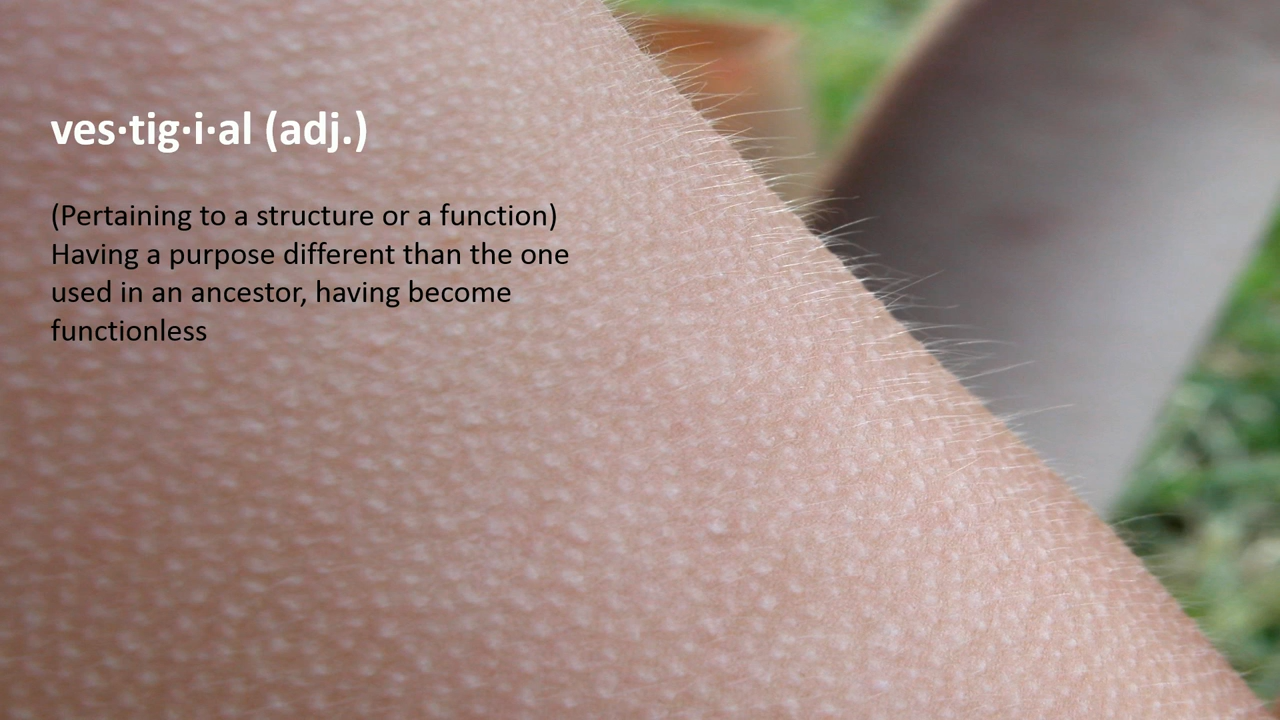 ves·tig·i·al (adj.)
(Pertaining to a structure or a function)
Having a purpose different than the one
used in an ancestor, having become
functionless